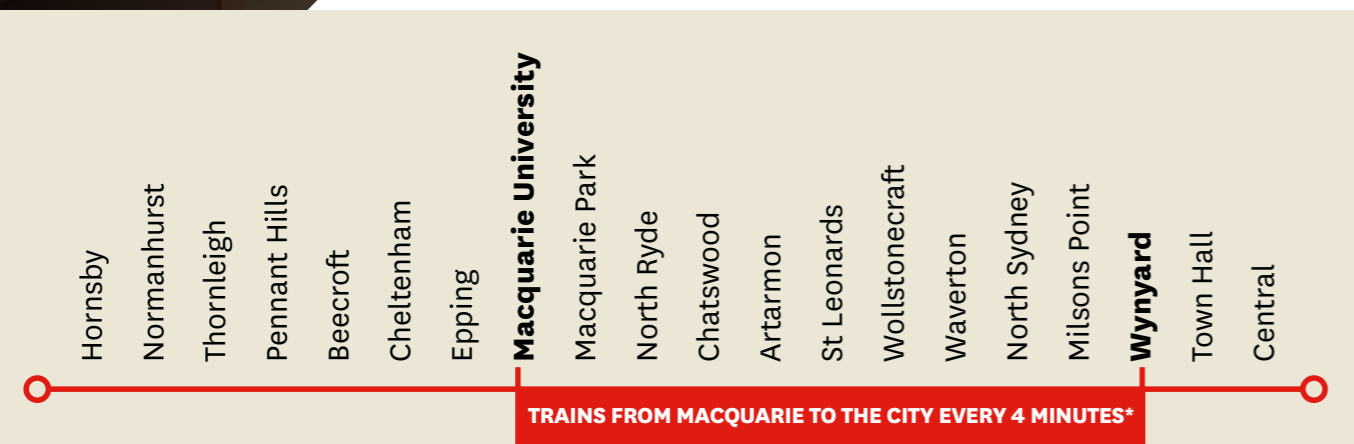 Hornsby
Normanhurst
Thornleigh
Pennant Hills
Beecroft
Cheltenham
Epping
Macquarie University
Macquarie Park
North Ryde
Chatswood
Artarmon
St Leonards
Wollstonecraft
Waverton
North Sydney
Milsons Point
Wynyard
Town Hall
Central
TRAINS FROM MACQUARIE TO THE CITY EVERY 4 MINUTES*